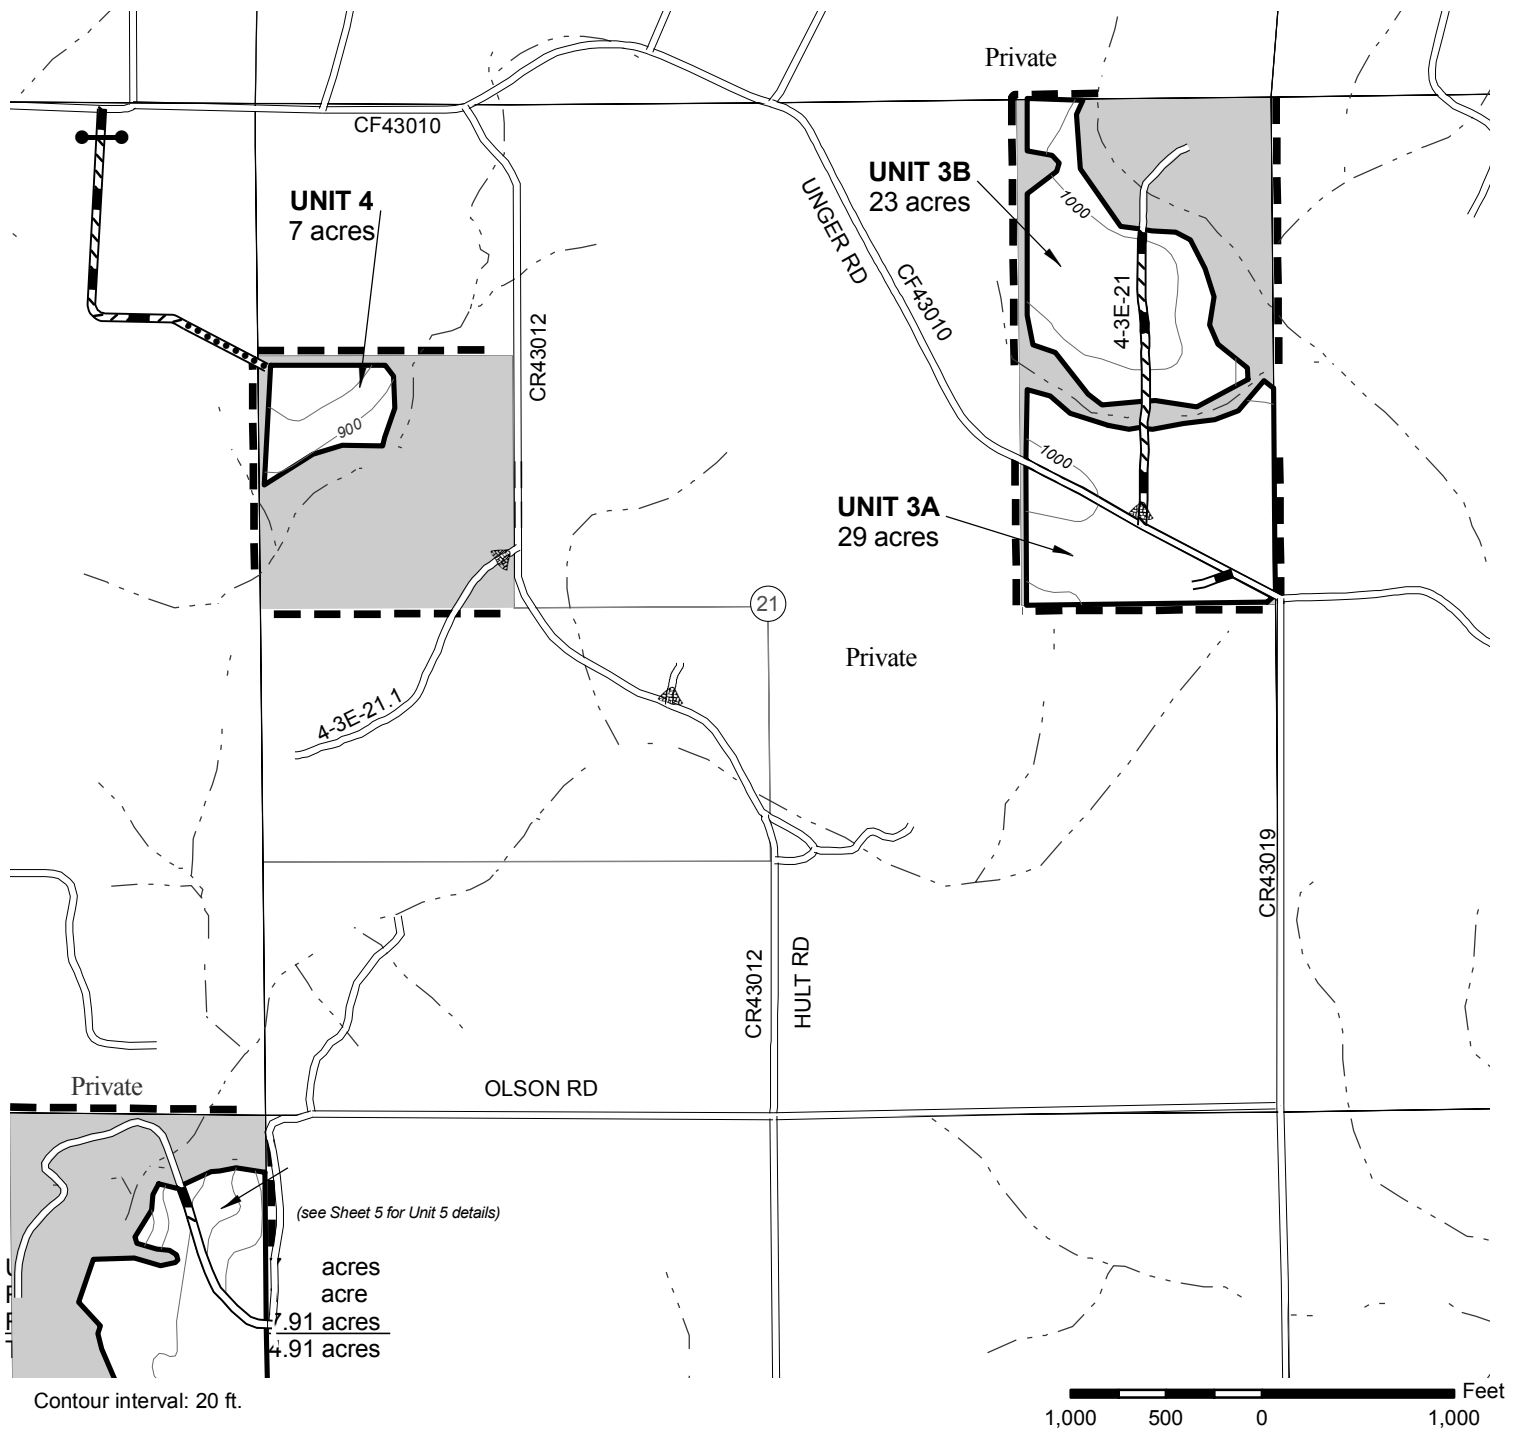 Private
CF43010
UNIT 3B
23 acres
UNIT 4
7 acres
1000
UNGER RD
CF43010
4-3E-21
CR43012
900
1000
UNIT 3A
29 acres
21
Private
4-3E-21.1
CR43019
CR43012
HULT RD
Private
OLSON RD
(see Sheet 5 for Unit 5 details)
acres
acre
7.91 acres
4.91 acres
Contour interval: 20 ft.
Feet
1,000 500 0 1,000